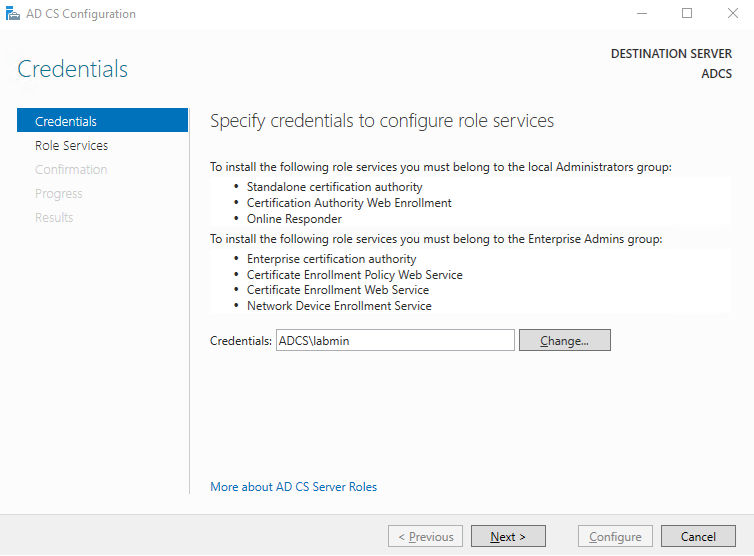 AD CS Configuration
DESTINATION SERVER
ADCS
Credentials
Credentials
Role Services
Confirmation
Progress
Results
Specify credentials to configure role services
To install the following role services you must belong to the local Administrators group:
• Standalone certification authority
• Certification Authority Web Enrollment
• Online Responder
To install the following role services you must belong to the Enterprise Admins group:
• Enterprise certification authority
• Certificate Enrollment Policy Web Service
• Certificate Enrollment Web Service
• Network Device Enrollment Service
Credentials: ADCS\labmin Change...
More about AD CS Server Roles
< Previous Next > Configure Cancel